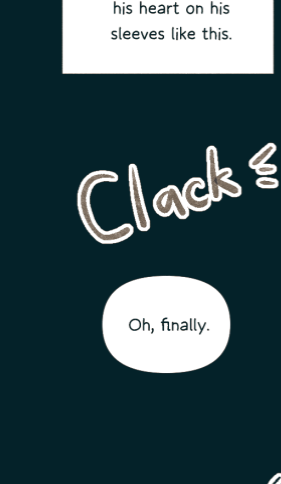 his heart on his
sleeves like this.
Clack
Oh, finally.